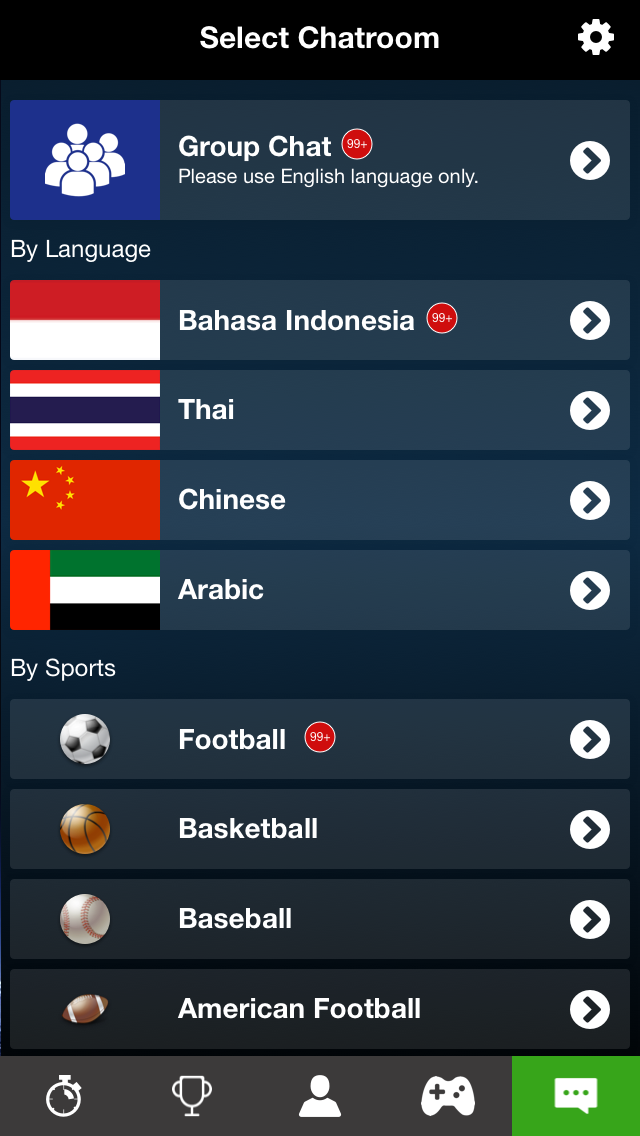 Select Chatroom
Group Chat 99+
Please use English language only.
By Language
Bahasa Indonesia 99+
Thai
Chinese
Arabic
By Sports
Football 99+
Basketball
Baseball
American Football